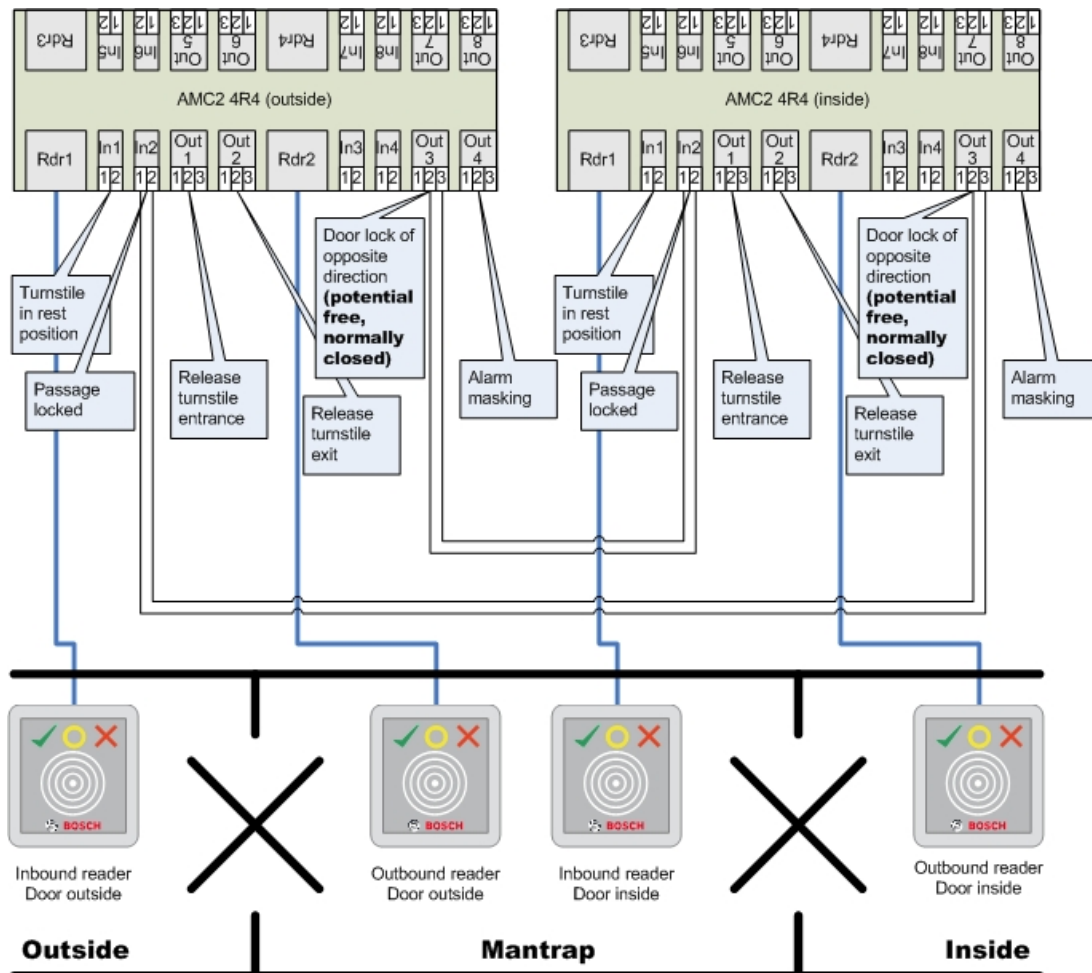 Rdr3 In5 In6 Out 5 Out 6 Rdr4 In7 In8 Out 7 Out 8
1 2 1 2 1 2 3 1 2 3 1 2 1 2 1 2 3 1 2 3
AMC2 4R4 (outside)
Rdr1 In1 In2 Out 1 Out 2 Rdr2 In3 In4 Out 3 Out 4
1 2 1 2 1 2 3 1 2 3 1 2 1 2 1 2 3 1 2 3
Rdr3 In5 In6 Out 5 Out 6 Rdr4 In7 In8 Out 7 Out 8
1 2 1 2 1 2 3 1 2 3 1 2 1 2 1 2 3 1 2 3
AMC2 4R4 (inside)
Rdr1 In1 In2 Out 1 Out 2 Rdr2 In3 In4 Out 3 Out 4
1 2 1 2 1 2 3 1 2 3 1 2 1 2 1 2 3 1 2 3
Turnstile
in rest
position
Passage
locked
Release
turnstile
entrance
Release
turnstile
exit
Door lock of
opposite
direction
(potential
free,
normally
closed)
Alarm
masking
Turnstile
in rest
position
Passage
locked
Release
turnstile
entrance
Release
turnstile
exit
Door lock of
opposite
direction
(potential
free,
normally
closed)
Alarm
masking
BOSCH
Inbound reader
Door outside
BOSCH
Outbound reader
Door outside
BOSCH
Inbound reader
Door inside
BOSCH
Outbound reader
Door inside
Outside
Mantrap
Inside